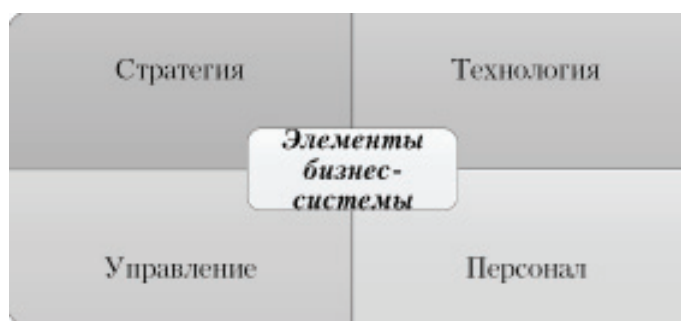 Стратегия
Технология
Элементы
бизнес-
системы
Управление
Персонал